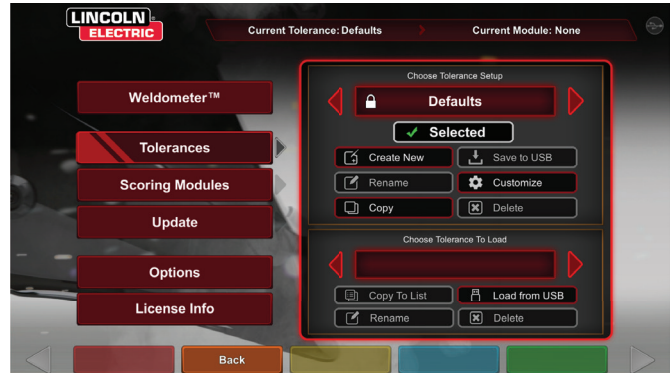 LINCOLN
ELECTRIC
Current Tolerance: Defaults
Current Module: None
Weldometer™
Tolerances
Scoring Modules
Update
Options
License Info
Choose Tolerance Setup
Defaults
Selected
Create New
Save to USB
Rename
Customize
Copy
Delete
Choose Tolerance To Load
Copy To List
Load from USB
Rename
Delete
Back